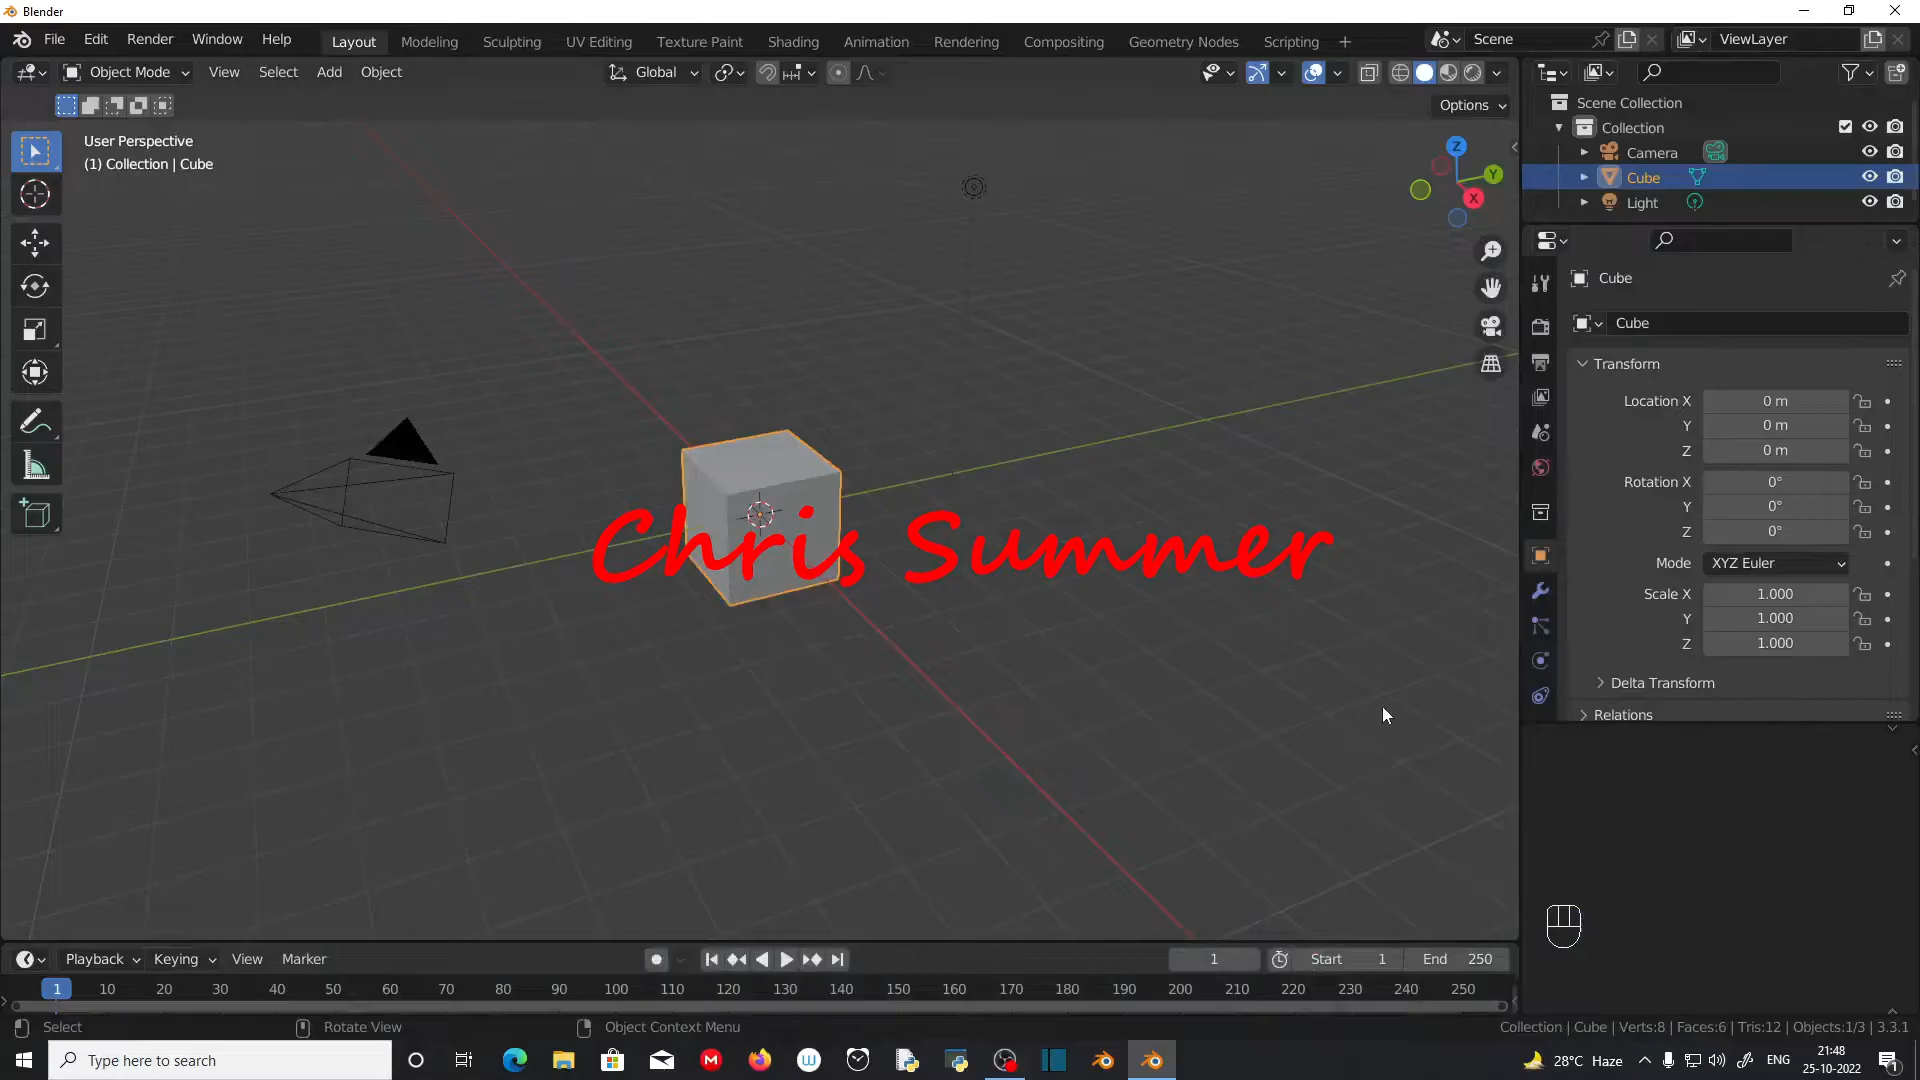 Blender
File Edit Render Window Help Layout Modeling Sculpting UV Editing Texture Paint Shading Animation Rendering Compositing Geometry Nodes Scripting + Scene ViewLayer
Object Mode View Select Add Object Global
Options
User Perspective
(1) Collection | Cube
Z
Y
X
Scene Collection
Collection
Camera
Cube
Light
Cube
Cube
Transform
Location X 0 m
Y 0 m
Z 0 m
Rotation X 0°
Y 0°
Z 0°
Mode XYZ Euler
Scale X 1.000
Y 1.000
Z 1.000
Delta Transform
Relations
Chris Summer
Playback Keying View Marker 1 Start 1 End 250
1 10 20 30 40 50 60 70 80 90 100 110 120 130 140 150 160 170 180 190 200 210 220 230 240 250
Select Rotate View Object Context Menu Collection | Cube | Verts:8 | Faces:6 | Tris:12 | Objects:1/3 | 3.3.1
Type here to search 28°C Haze ENG 21:48
25-10-2022